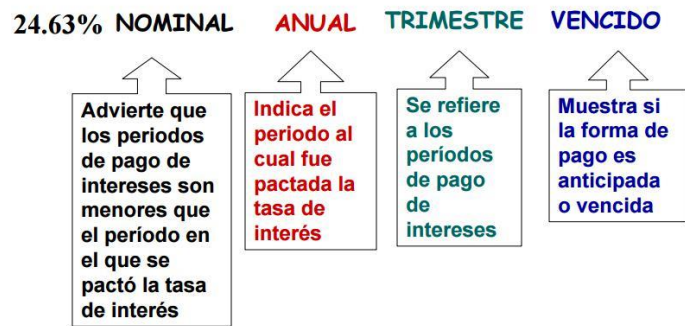 24.63% NOMINAL ANUAL TRIMESTRE VENCIDO
Advierte que
los periodos
de pago de
intereses son
menores que
el período en
el que se
pactó la tasa
de interés
Indica el
periodo al
cual fue
pactada la
tasa de
interés
Se refiere
a los
períodos
de pago
de
intereses
Muestra si
la forma de
pago es
anticipada
o vencida